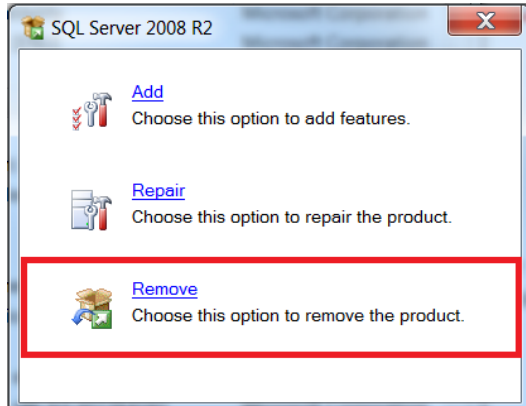 SQL Server 2008 R2
Add
Choose this option to add features.
Repair
Choose this option to repair the product.
Remove
Choose this option to remove the product.